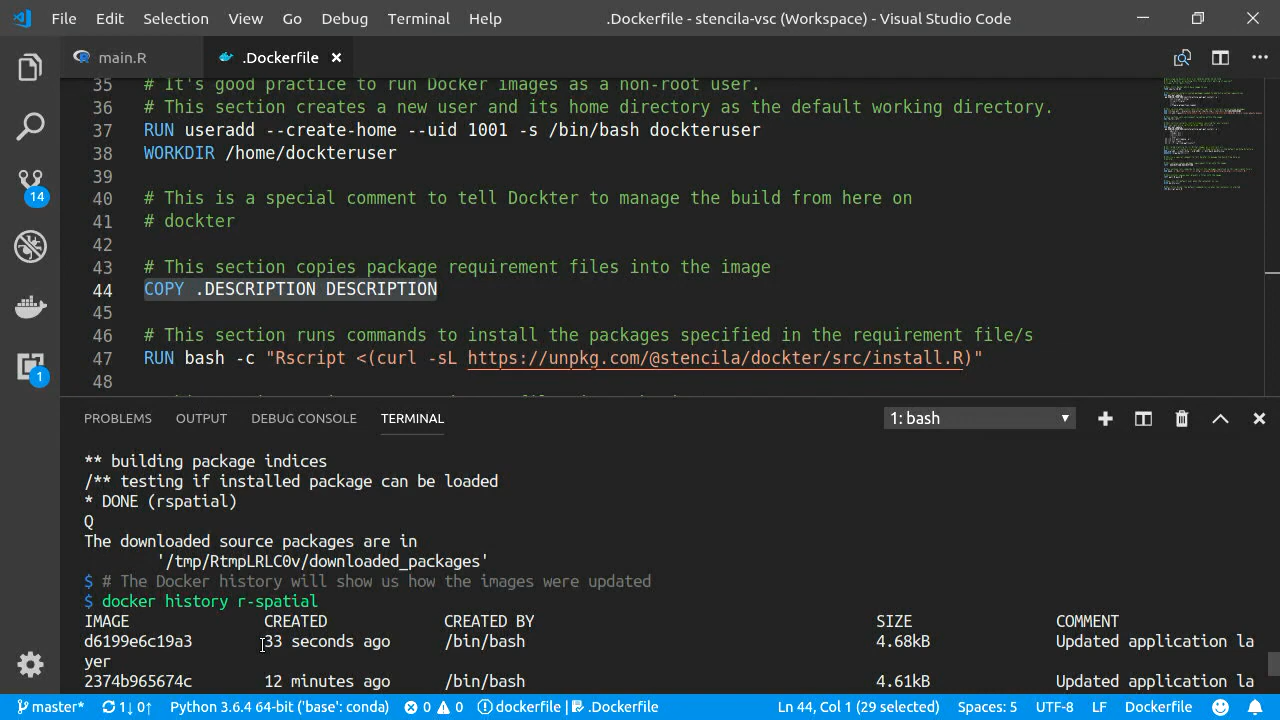 File Edit Selection View Go Debug Terminal Help .Dockerfile - stencila-vsc (Workspace) - Visual Studio Code
main.R .Dockerfile
35 # It's good practice to run Docker images as a non-root user.
36 # This section creates a new user and its home directory as the default working directory.
37 RUN useradd --create-home --uid 1001 -s /bin/bash dockteruser
38 WORKDIR /home/dockteruser
39
40 # This is a special comment to tell Dockter to manage the build from here on
41 # dockter
42
43 # This section copies package requirement files into the image
44 COPY .DESCRIPTION DESCRIPTION
45
46 # This section runs commands to install the packages specified in the requirement file/s
47 RUN bash -c "Rscript <(curl -sL https://unpkg.com/@stencila/dockter/src/install.R)"
48
14
1
PROBLEMS OUTPUT DEBUG CONSOLE TERMINAL 1: bash
** building package indices
/** testing if installed package can be loaded
* DONE (rspatial)
Q
The downloaded source packages are in
'/tmp/RtmpLRLC0v/downloaded_packages'
$ # The Docker history will show us how the images were updated
$ docker history r-spatial
IMAGE CREATED CREATED BY SIZE COMMENT
d6199e6c19a3 33 seconds ago /bin/bash 4.68kB Updated application la
yer
2374b965674c 12 minutes ago /bin/bash 4.61kB Updated application la
master* 1↓ 0↑ Python 3.6.4 64-bit ('base': conda) 0 0 dockerfile | .Dockerfile Ln 44, Col 1 (29 selected) Spaces: 5 UTF-8 LF Dockerfile